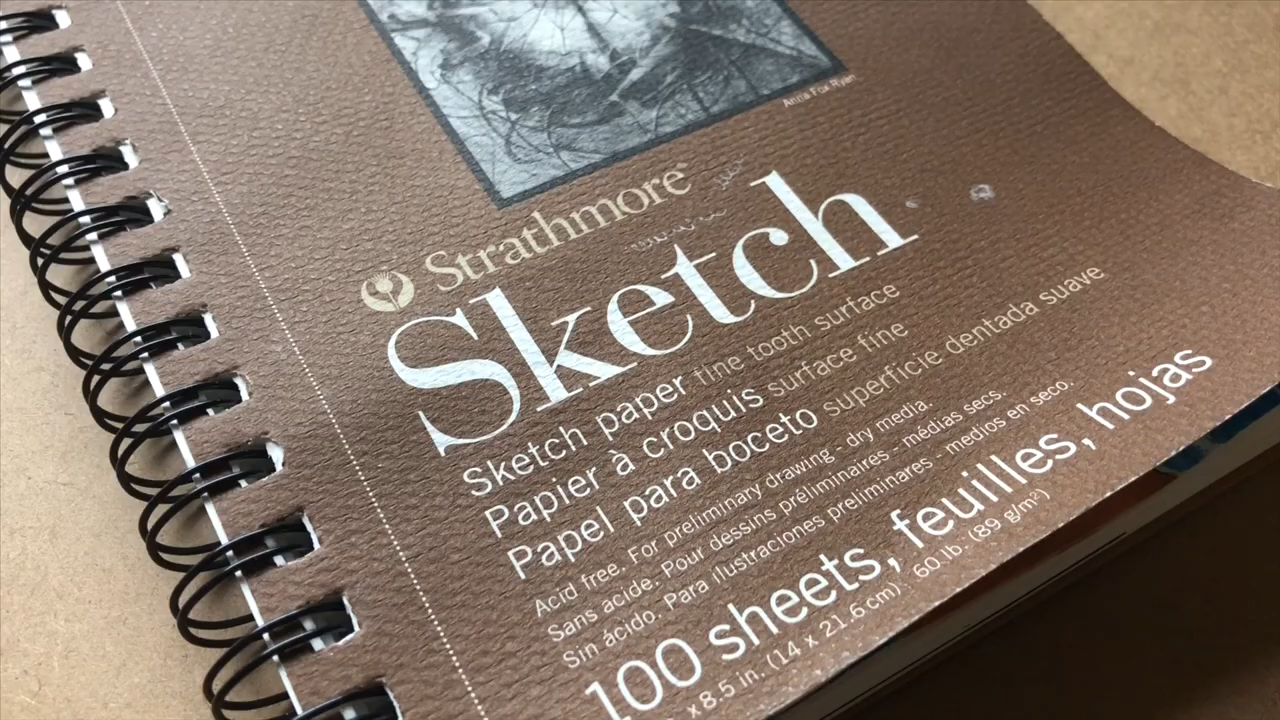 Anna Fox Ryan
Strathmore
Sketch
Sketch paper fine tooth surface
Papier à croquis surface fine
Papel para boceto superficie dentada suave
Acid free. For preliminary drawing - dry media.
Sans acide. Pour dessins préliminaires - médias secs.
Sin ácido. Para ilustraciones preliminares - medios en seco.
100 sheets, feuilles, hojas
x 8.5 in. (14 x 21.6 cm) 60 lb. (89 g/m²)